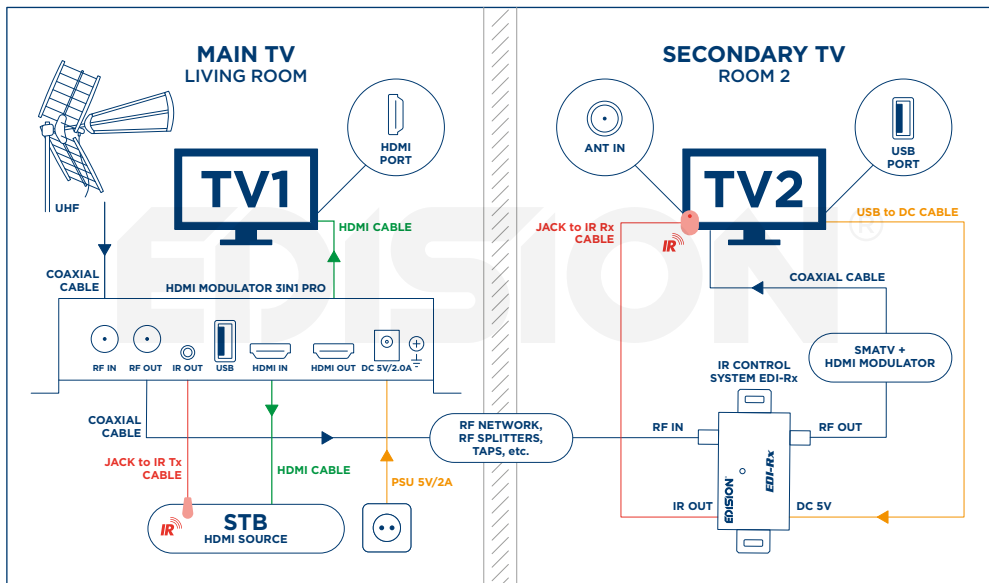 MAIN TV
LIVING ROOM
UHF
TV1
HDMI
PORT
HDMI CABLE
COAXIAL
CABLE
HDMI MODULATOR 3IN1 PRO
RF IN
RF OUT
IR OUT
USB
HDMI IN
HDMI OUT
DC 5V/2.0A
COAXIAL
CABLE
JACK to IR Tx
CABLE
HDMI CABLE
PSU 5V/2A
IR
STB
HDMI SOURCE
RF NETWORK,
RF SPLITTERS,
TAPS, etc.
SECONDARY TV
ROOM 2
ANT IN
TV2
USB
PORT
JACK to IR Rx
CABLE
IR
USB to DC CABLE
COAXIAL CABLE
SMATV +
HDMI MODULATOR
IR CONTROL
SYSTEM EDI-Rx
RF IN
RF OUT
EDISION
EDI-Rx
IR OUT
DC 5V
EDISION®